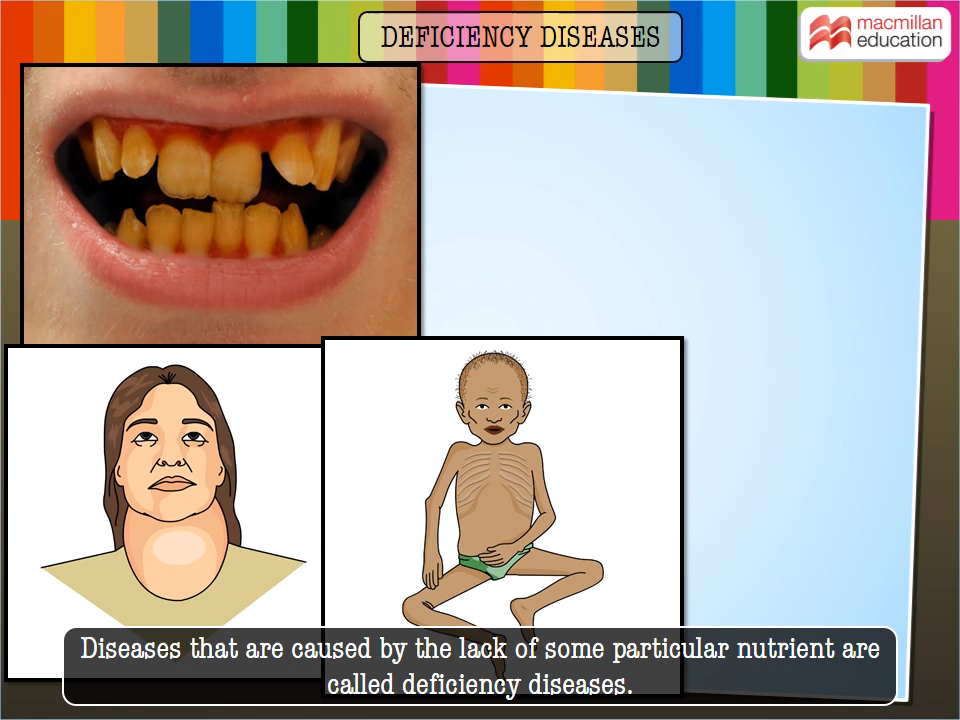 DEFICIENCY DISEASES
macmillan
education
Diseases that are caused by the lack of some particular nutrient are
called deficiency diseases.